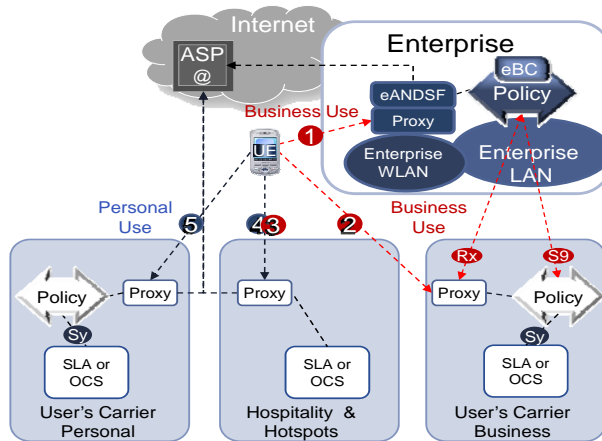 Internet
Enterprise
ASP
@
eBC
Policy
eANDSF
Proxy
Business Use
1
UE
Enterprise
WLAN
Enterprise
LAN
Personal
Use
5
4
3
2
Business
Use
Rx
S9
Policy
Proxy
Proxy
Proxy
Policy
Sy
Sy
SLA or
OCS
SLA or
OCS
SLA or
OCS
User's Carrier
Personal
Hospitality &
Hotspots
User's Carrier
Business